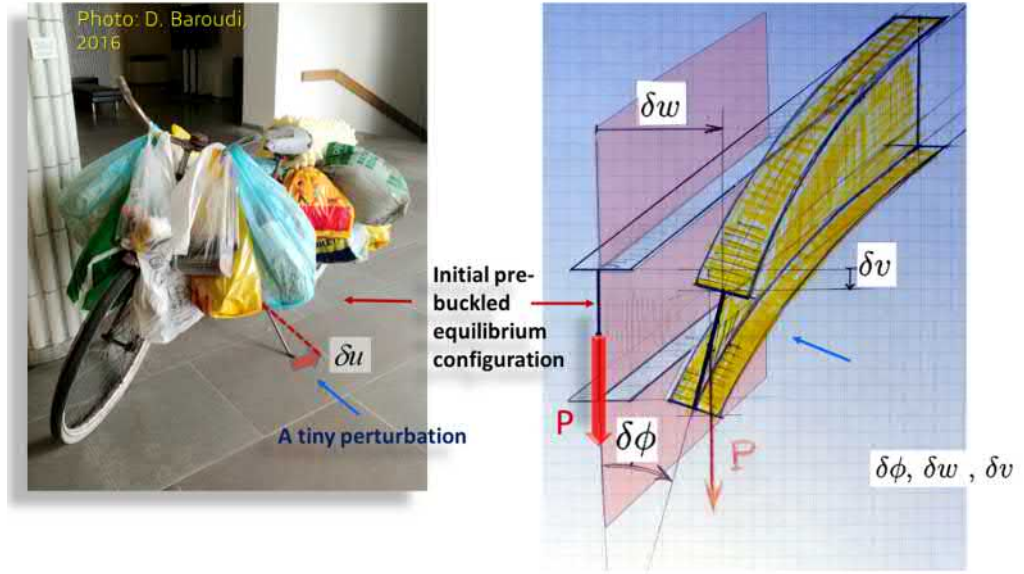 Photo: D. Baroudi,
2016
δu
Initial pre-
buckled
equilibrium
configuration
A tiny perturbation
δw
δv
P
δϕ
P
δϕ, δw , δv